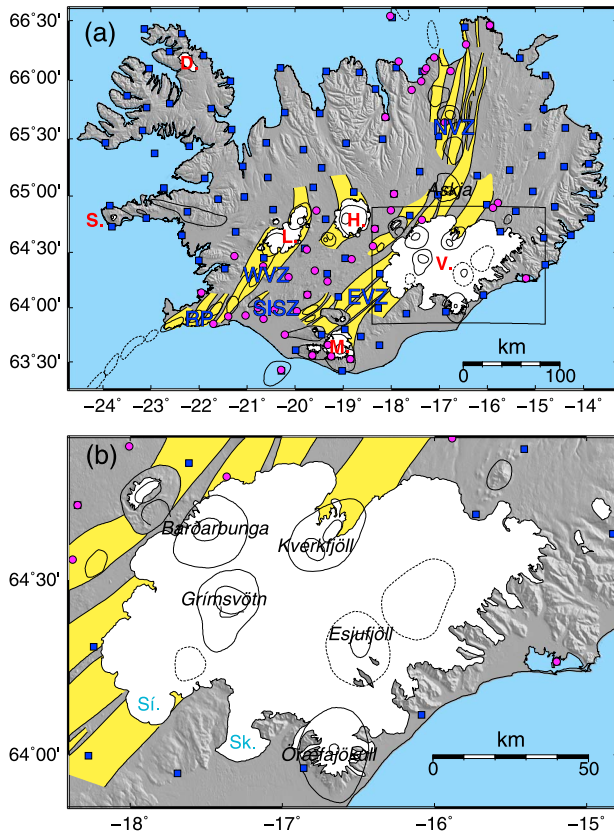 (a)
66°30'
66°00'
65°30'
65°00'
64°30'
64°00'
63°30'
D.
NVZ
Askja
S.
H.
L.
V.
WVZ
EVZ
SISZ
RP
M.
km
0 100
−24° −23° −22° −21° −20° −19° −18° −17° −16° −15° −14°
(b)
Barðarbunga
Kverkfjöll
64°30'
Grímsvötn
Esjufjöll
Sí.
Sk.
64°00'
Öræfajökull
km
0 50
−18° −17° −16° −15°